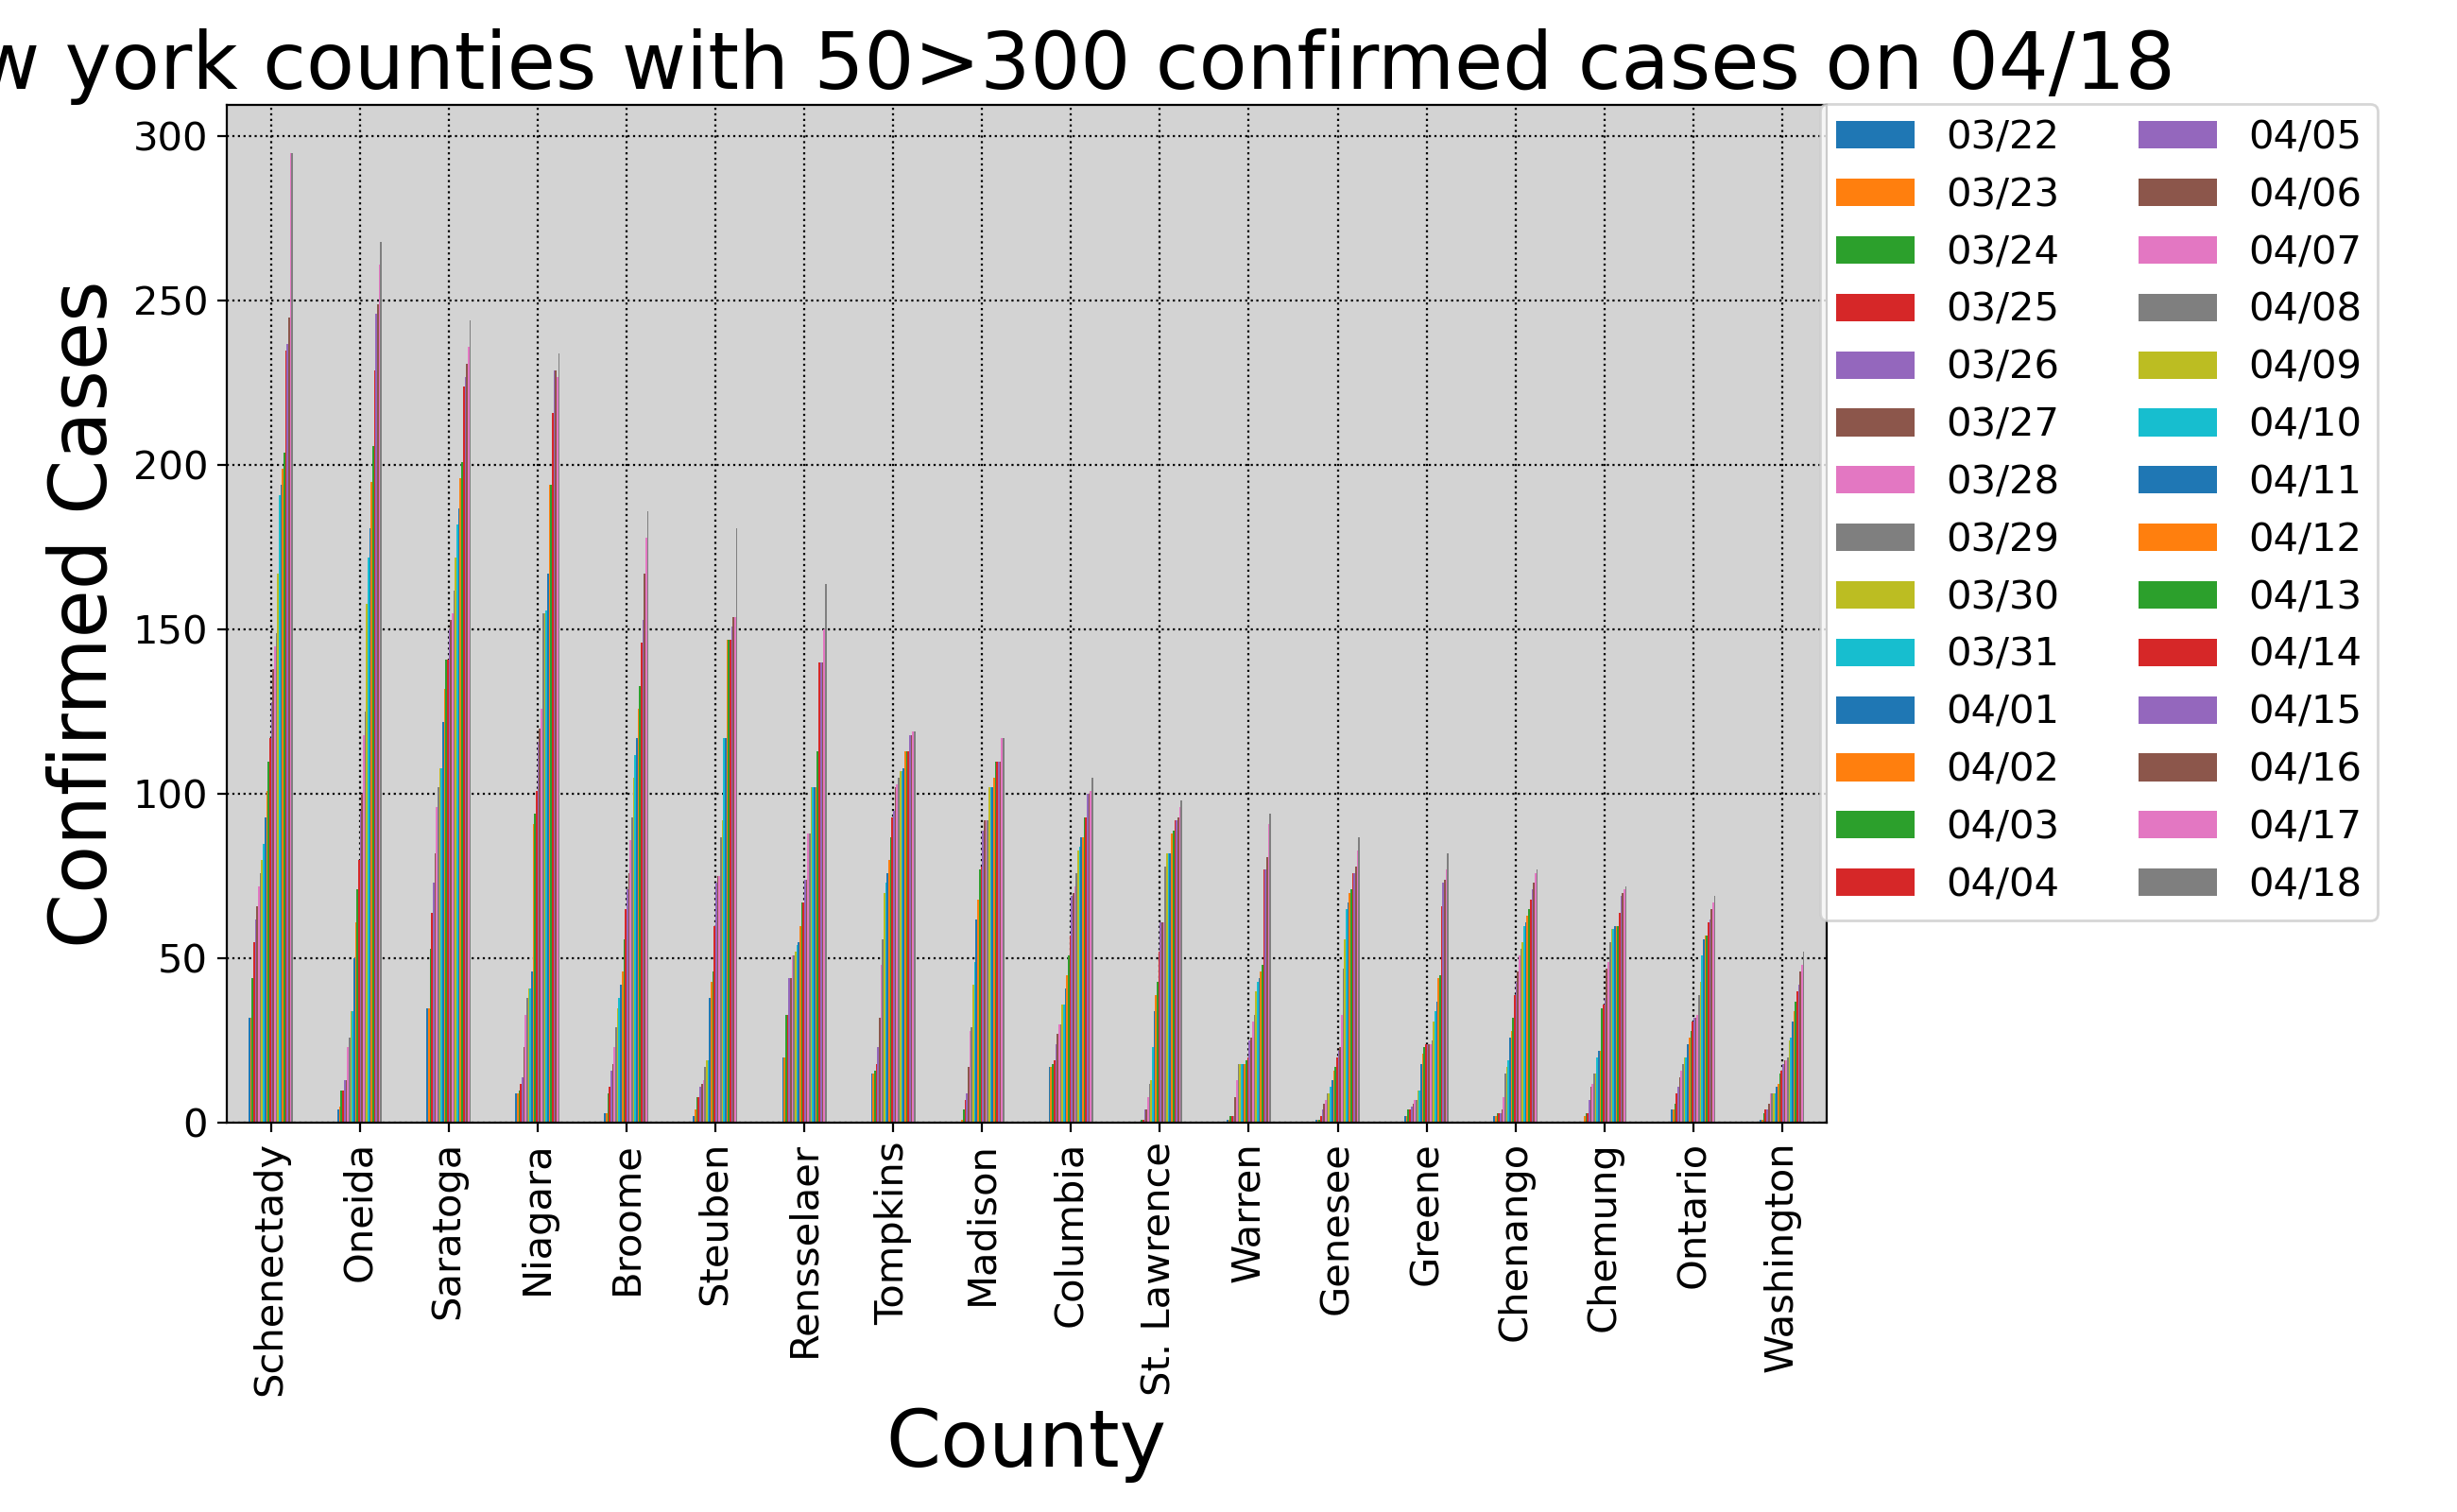 w york counties with 50>300 confirmed cases on 04/18
300
250
200
150
100
50
0
Confirmed Cases
03/22
03/23
03/24
03/25
03/26
03/27
03/28
03/29
03/30
03/31
04/01
04/02
04/03
04/04
04/05
04/06
04/07
04/08
04/09
04/10
04/11
04/12
04/13
04/14
04/15
04/16
04/17
04/18
Schenectady
Oneida
Saratoga
Niagara
Broome
Steuben
Rensselaer
Tompkins
Madison
Columbia
St. Lawrence
Warren
Genesee
Greene
Chenango
Chemung
Ontario
Washington
County